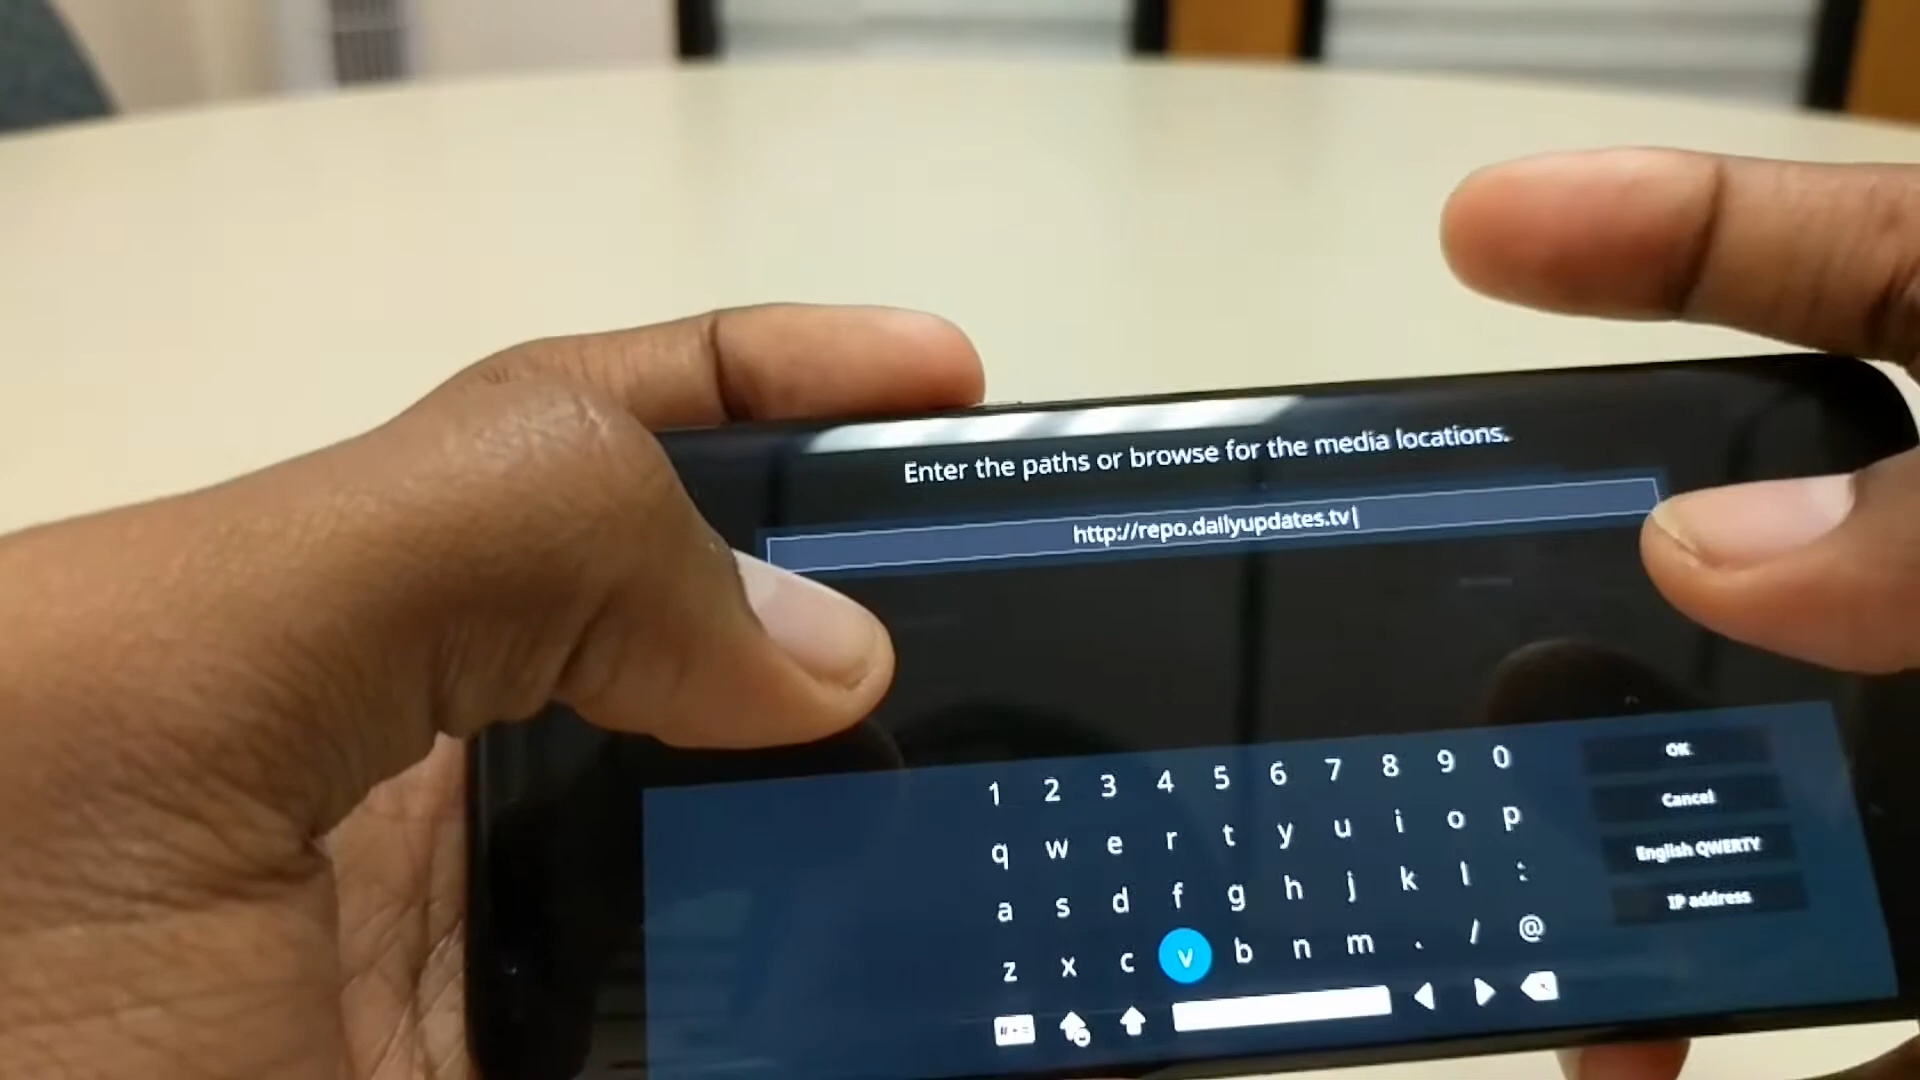 Enter the paths or browse for the media locations.
http://repo.dailyupdates.tv
1 2 3 4 5 6 7 8 9 0
OK
q w e r t y u i o p
Cancel
a s d f g h j k l :
English QWERTY
z x c v b n m . / @
IP address